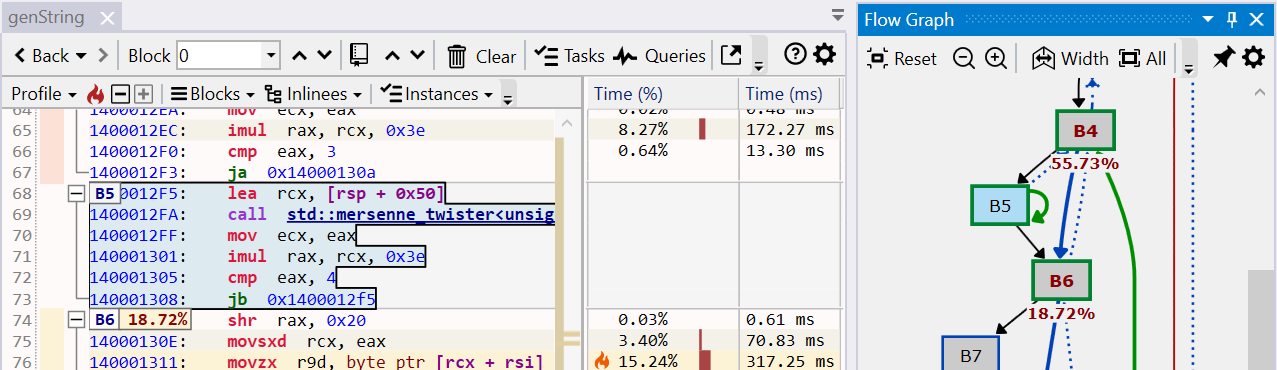 genString
Flow Graph
Back Block 0 Clear Tasks Queries
Reset Width All
Profile Blocks Inlinees Instances Time (%) Time (ms)
64 1400012EA: mov ecx, eax 0.02% 0.48 ms
65 1400012EC: imul rax, rcx, 0x3e 8.27% 172.27 ms
66 1400012F0: cmp eax, 3 0.64% 13.30 ms
67 1400012F3: ja 0x14000130a
68 B5 0012F5: lea rcx, [rsp + 0x50]
69 1400012FA: call std::mersenne_twister<unsig
70 1400012FF: mov ecx, eax
71 140001301: imul rax, rcx, 0x3e
72 140001305: cmp eax, 4
73 140001308: jb 0x1400012f5
74 B6 18.72% shr rax, 0x20 0.03% 0.61 ms
75 14000130E: movsxd rcx, eax 3.40% 70.83 ms
76 140001311: movzx r9d, byte ptr [rcx + rsi] 15.24% 317.25 ms
B4
55.73%
B5
B6
18.72%
B7